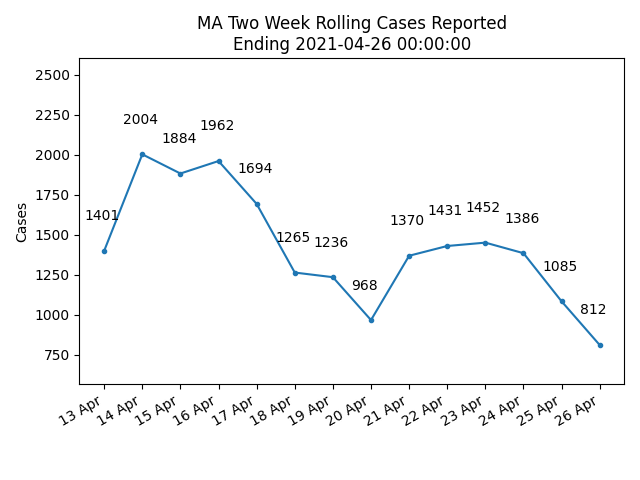 MA Two Week Rolling Cases Reported
Ending 2021-04-26 00:00:00
2500
2250
2000
1750
1500
1250
1000
750
Cases
1401
2004
1884
1962
1694
1265
1236
968
1370
1431
1452
1386
1085
812
13 Apr
14 Apr
15 Apr
16 Apr
17 Apr
18 Apr
19 Apr
20 Apr
21 Apr
22 Apr
23 Apr
24 Apr
25 Apr
26 Apr